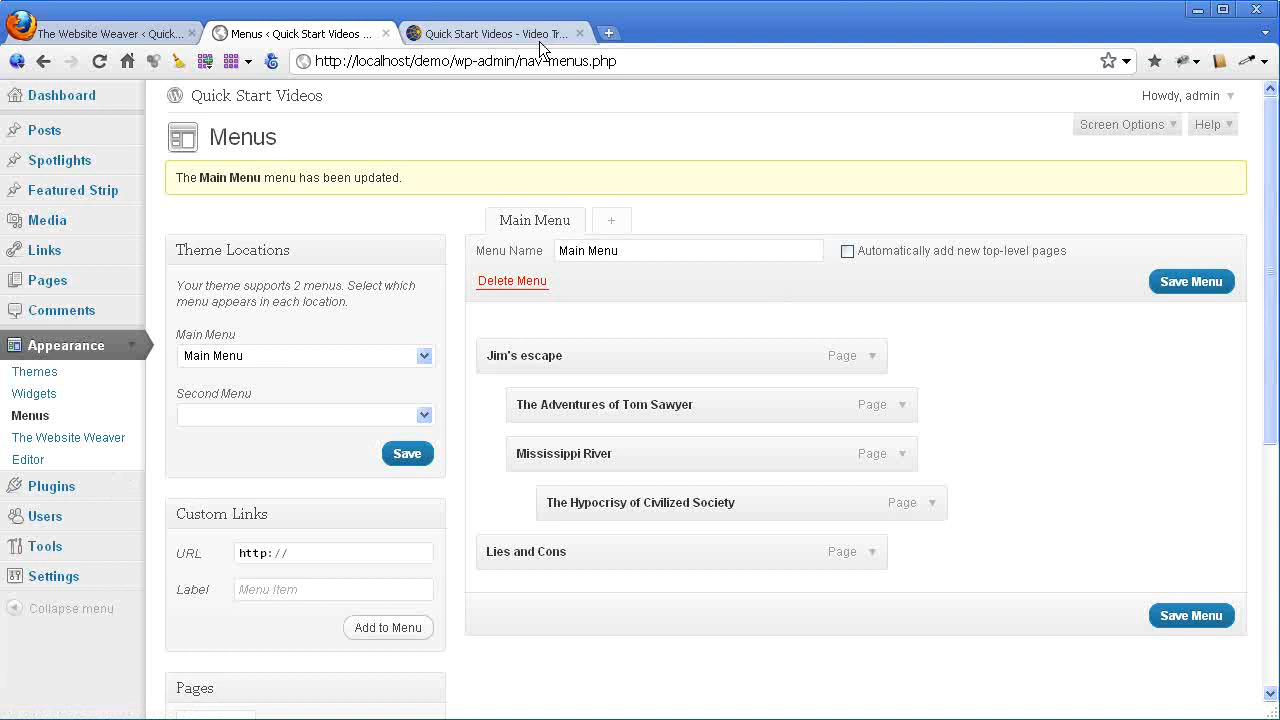 The Website Weaver ‹ Quick...
Menus ‹ Quick Start Videos ...
Quick Start Videos - Video Tr...
http://localhost/demo/wp-admin/nav-menus.php
Quick Start Videos
Howdy, admin
Screen Options
Help
Menus
The Main Menu menu has been updated.
Dashboard
Posts
Spotlights
Featured Strip
Media
Links
Pages
Comments
Appearance
Themes
Widgets
Menus
The Website Weaver
Editor
Plugins
Users
Tools
Settings
Collapse menu
Theme Locations
Your theme supports 2 menus. Select which
menu appears in each location.
Main Menu
Main Menu
Second Menu
Save
Custom Links
URL http://
Label Menu Item
Add to Menu
Pages
Main Menu +
Menu Name Main Menu Automatically add new top-level pages
Delete Menu Save Menu
Jim's escape Page
The Adventures of Tom Sawyer Page
Mississippi River Page
The Hypocrisy of Civilized Society Page
Lies and Cons Page
Save Menu